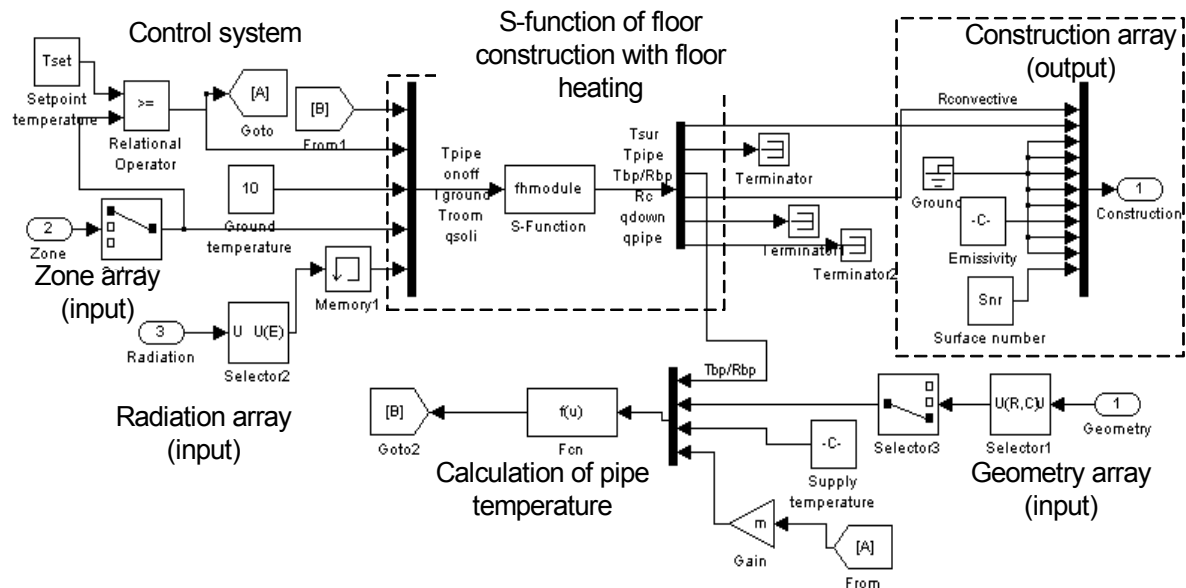 Control system
S-function of floor
construction with floor
heating
Construction array
(output)
Tset
Setpoint
temperature
>=
Relational
Operator
[A]
Goto
[B]
From1
10
Ground
temperature
2
Zone
Zone array
(input)
3
Radiation
U U(E)
Selector2
Memory1
Radiation array
(input)
Tpipe
onoff
Tground
Troom
qsoli
fhmodule
S-Function
Tsur
Tpipe
Tbp/Rbp
Rc
qdown
qpipe
Terminator
Terminator1
Terminator2
Rconvective
Ground
-C-
Emissivity
Snr
Surface number
1
Construction
Tbp/Rbp
[B]
Goto2
f(u)
Fcn
Calculation of pipe
temperature
-C-
Supply
temperature
m
Gain
[A]
From
Selector3
U(R,C)U
Selector1
1
Geometry
Geometry array
(input)